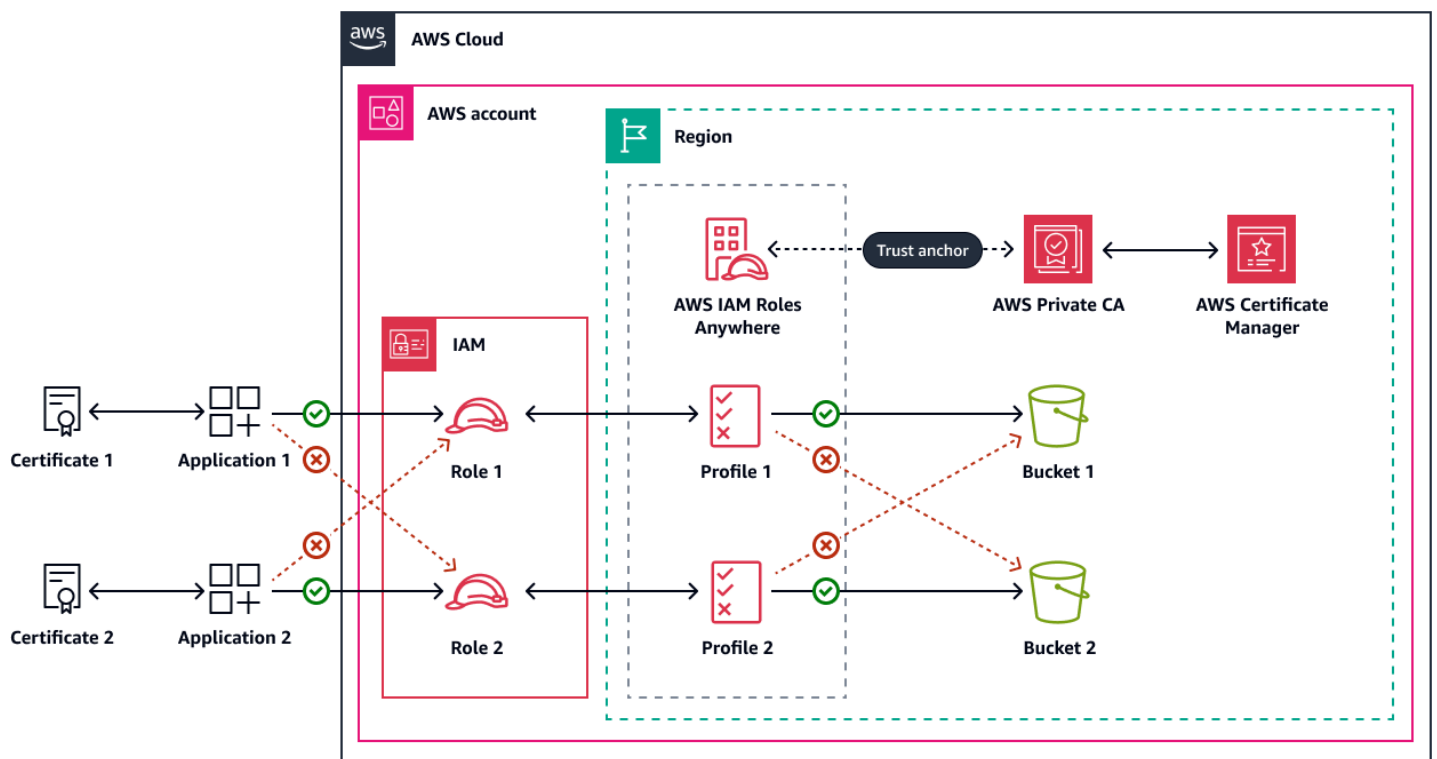 aws
AWS Cloud
AWS account
Region
Trust anchor
AWS IAM Roles
Anywhere
AWS Private CA
AWS Certificate
Manager
IAM
Certificate 1
Application 1
Role 1
Profile 1
Bucket 1
Certificate 2
Application 2
Role 2
Profile 2
Bucket 2